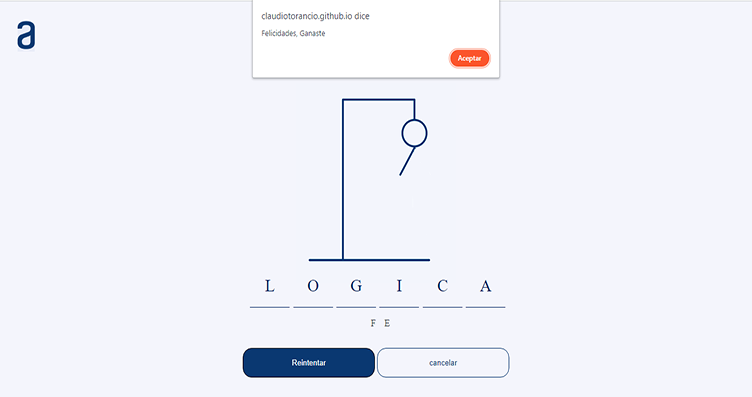 claudiotorancio.github.io dice
Felicidades, Ganaste
Aceptar
a
L O G I C A
F E
Reintentar
cancelar